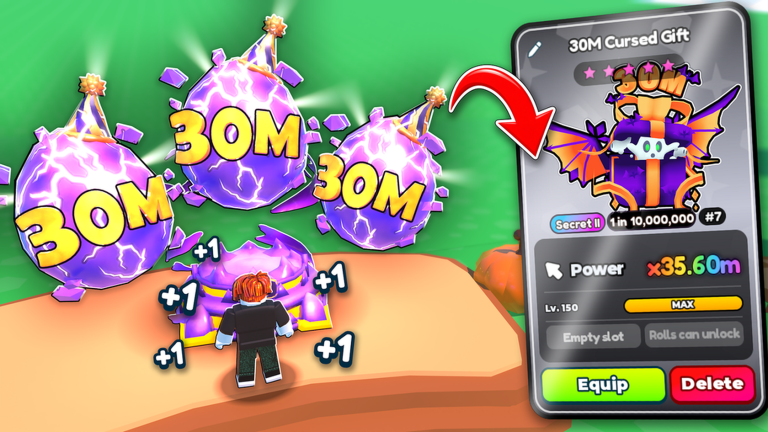 30M
30M
30M
+1
+1
+1
+1
+1
30M Cursed Gift
30M
Secret II
1 in 10,000,000
#7
Power
x35.60m
Lv. 150
MAX
Empty slot
Rolls can unlock
Equip
Delete